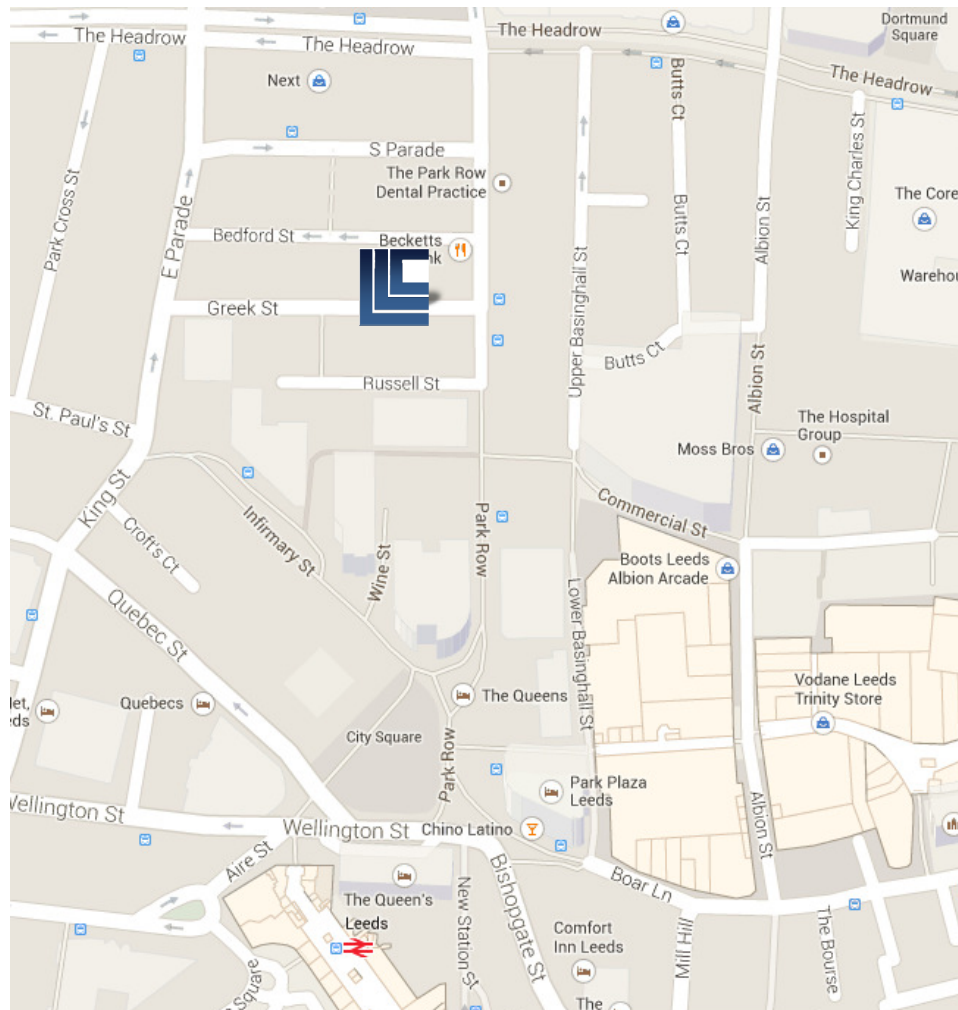 Dortmund
Square
The Headrow
The Headrow
The Headrow
The Headrow
Next
Butts Ct
S Parade
The Park Row
Dental Practice
King Charles St
Park Cross St
The Core
E Parade
Bedford St
Becketts
Butts Ct
Albion St
Upper Basinghall St
Greek St
Butts Ct
Russell St
Albion St
St. Paul's St
The Hospital
Group
Moss Bros
King St
Commercial St
Infirmary St
Croft's Ct
Park Row
Wine St
Boots Leeds
Albion Arcade
Quebec St
Lower Basinghall St
Vodane Leeds
Trinity Store
The Queens
Quebecs
City Square
Park Row
Park Plaza
Leeds
Wellington St
Wellington St
Chino Latino
Albion St
Aire St
Bishopgate St
Boar Ln
The Queen's
Leeds
New Station St
Comfort
Inn Leeds
Mill Hill
The Bourse
Square
The